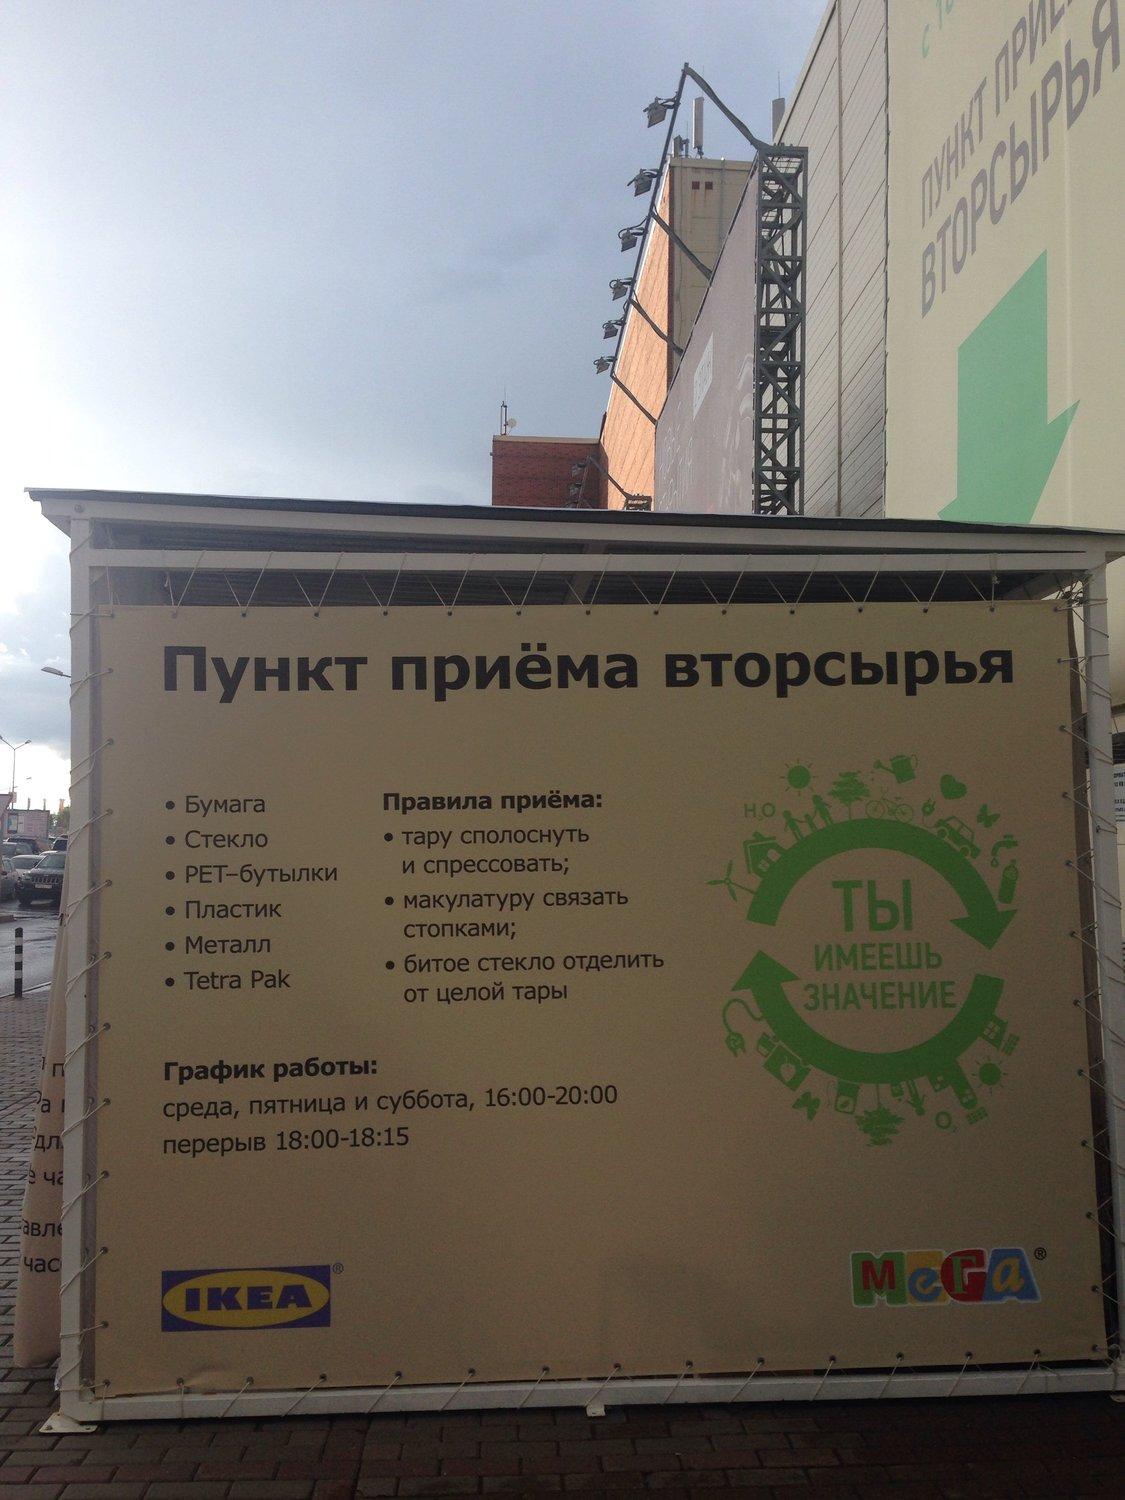 ПУНКТ
ВТОРСЫРЬЯ
Пункт приёма вторсырья
• Бумага
• Стекло
• PET–бутылки
• Пластик
• Металл
• Tetra Pak
Правила приёма:
• тару сполоснуть
и спрессовать;
• макулатуру связать
стопками;
• битое стекло отделить
от целой тары
H₂O
ТЫ
ИМЕЕШЬ
ЗНАЧЕНИЕ
O₂
График работы:
среда, пятница и суббота, 16:00-20:00
перерыв 18:00-18:15
IKEA®
МЕГА®